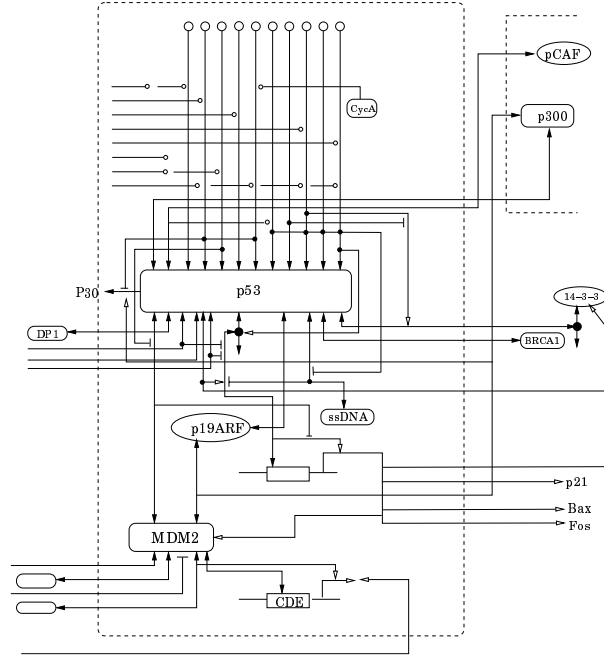 pCAF
CycA
p300
P30
p53
14-3-3
DP1
BRCA1
ssDNA
p19ARF
p21
Bax
Fos
MDM2
CDE